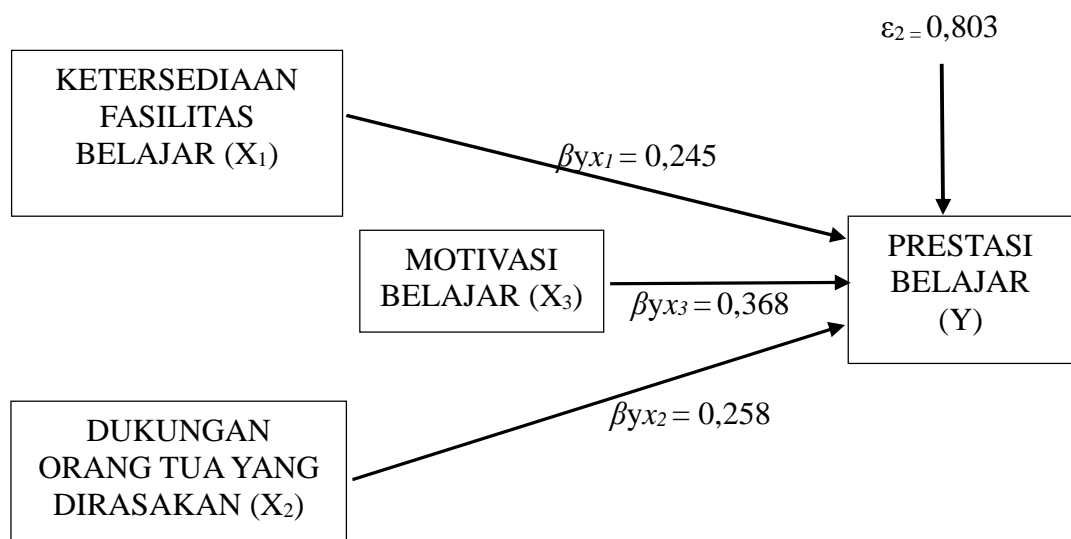 ε2 = 0,803
KETERSEDIAAN
FASILITAS
BELAJAR (X1)
βyx1 = 0,245
MOTIVASI
BELAJAR (X3)
βyx3 = 0,368
PRESTASI
BELAJAR
(Y)
βyx2 = 0,258
DUKUNGAN
ORANG TUA YANG
DIRASAKAN (X2)